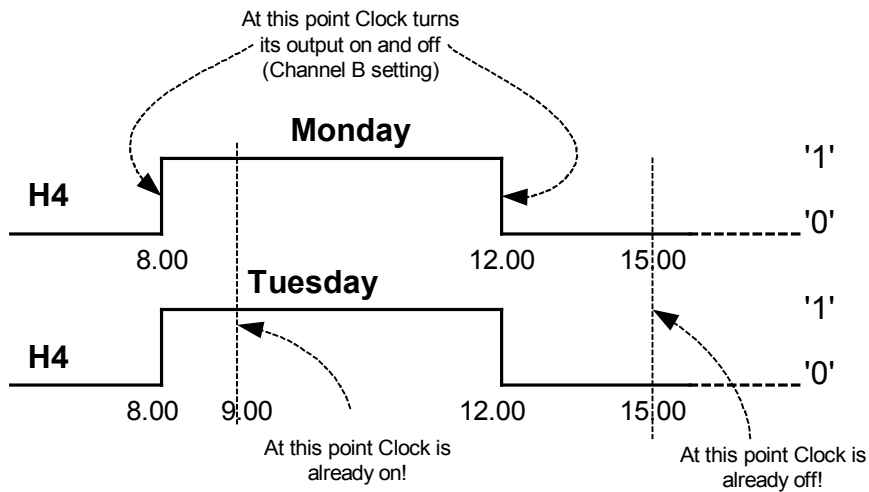 At this point Clock turns
its output on and off
(Channel B setting)
Monday
'1'
H4
'0'
8.00 12.00 15.00
Tuesday
'1'
H4
'0'
8.00 9.00 12.00 15.00
At this point Clock is
already on!
At this point Clock is
already off!